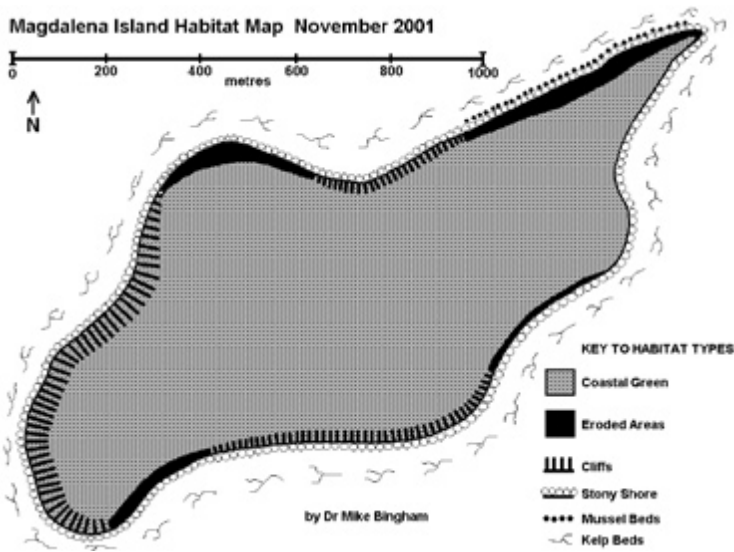 Magdalena Island Habitat Map November 2001
0 200 400 600 800 1000
metres
N
KEY TO HABITAT TYPES
Coastal Green
Eroded Areas
Cliffs
Stony Shore
Mussel Beds
Kelp Beds
by Dr Mike Bingham